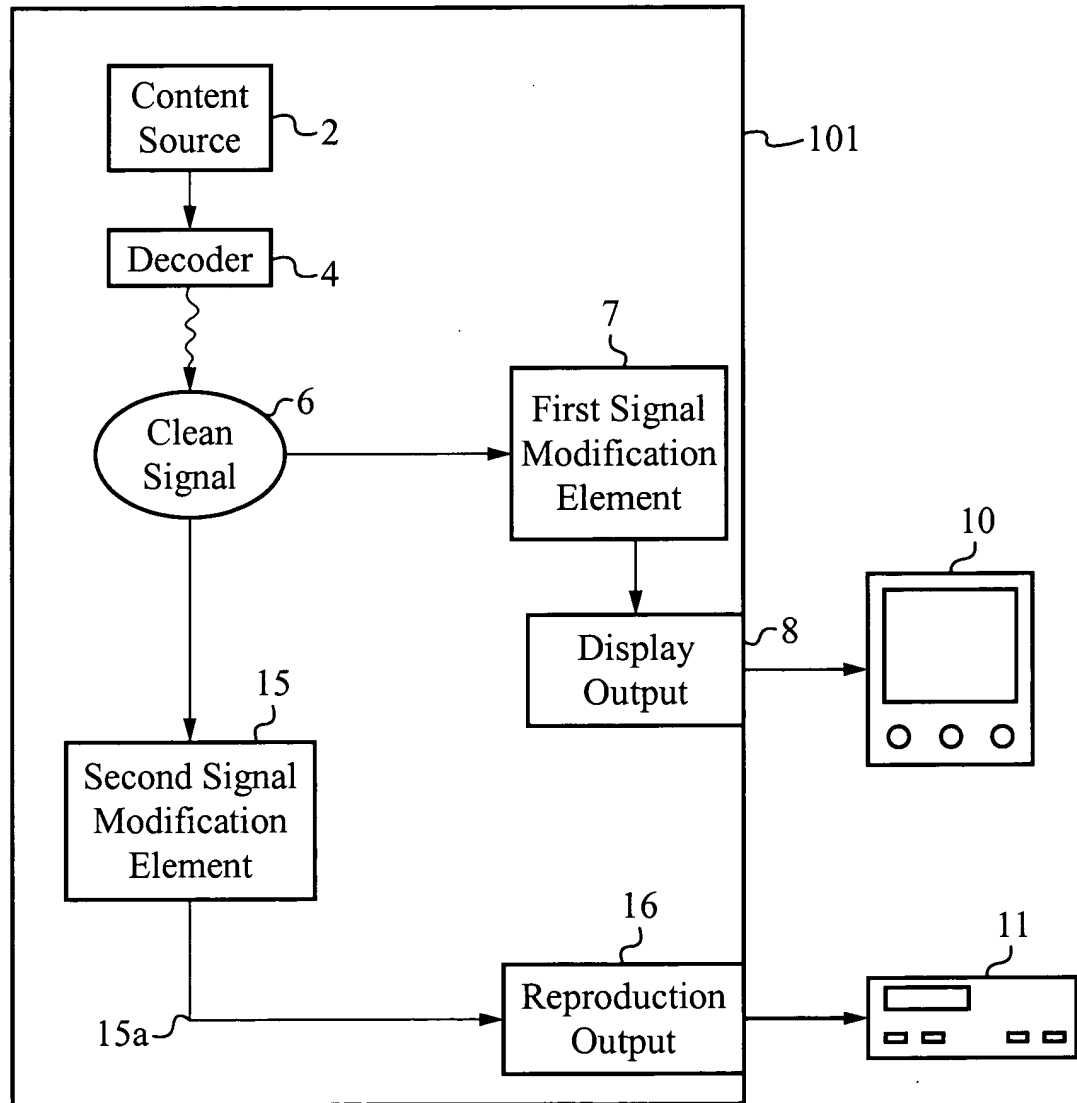 Content
Source
2
101
Decoder
4
7
6
Clean
Signal
First Signal
Modification
Element
10
8
Display
Output
15
Second Signal
Modification
Element
16
11
Reproduction
Output
15a